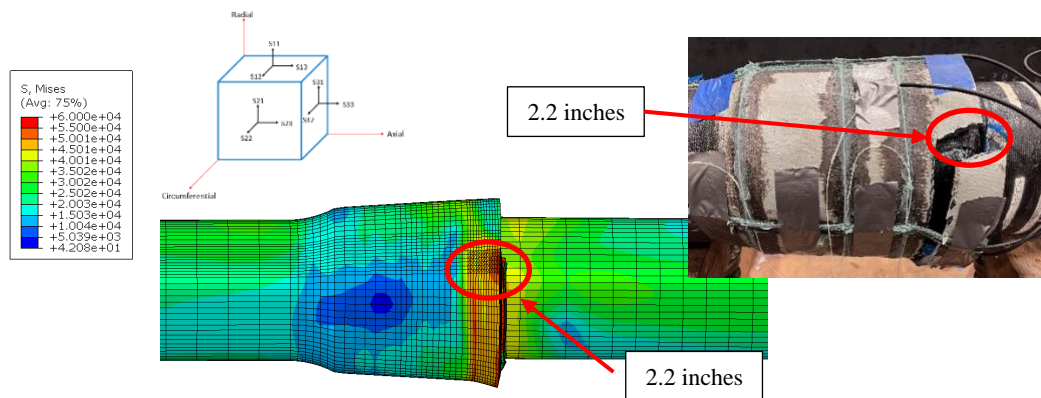 Radial
S11
S12
S13
S31
S33
S32
S21
S23
S22
Axial
Circumferential
S, Mises
(Avg: 75%)
+6.000e+04
+5.500e+04
+5.001e+04
+4.501e+04
+4.001e+04
+3.502e+04
+3.002e+04
+2.502e+04
+2.003e+04
+1.503e+04
+1.004e+04
+5.039e+03
+4.208e+01
2.2 inches
2.2 inches